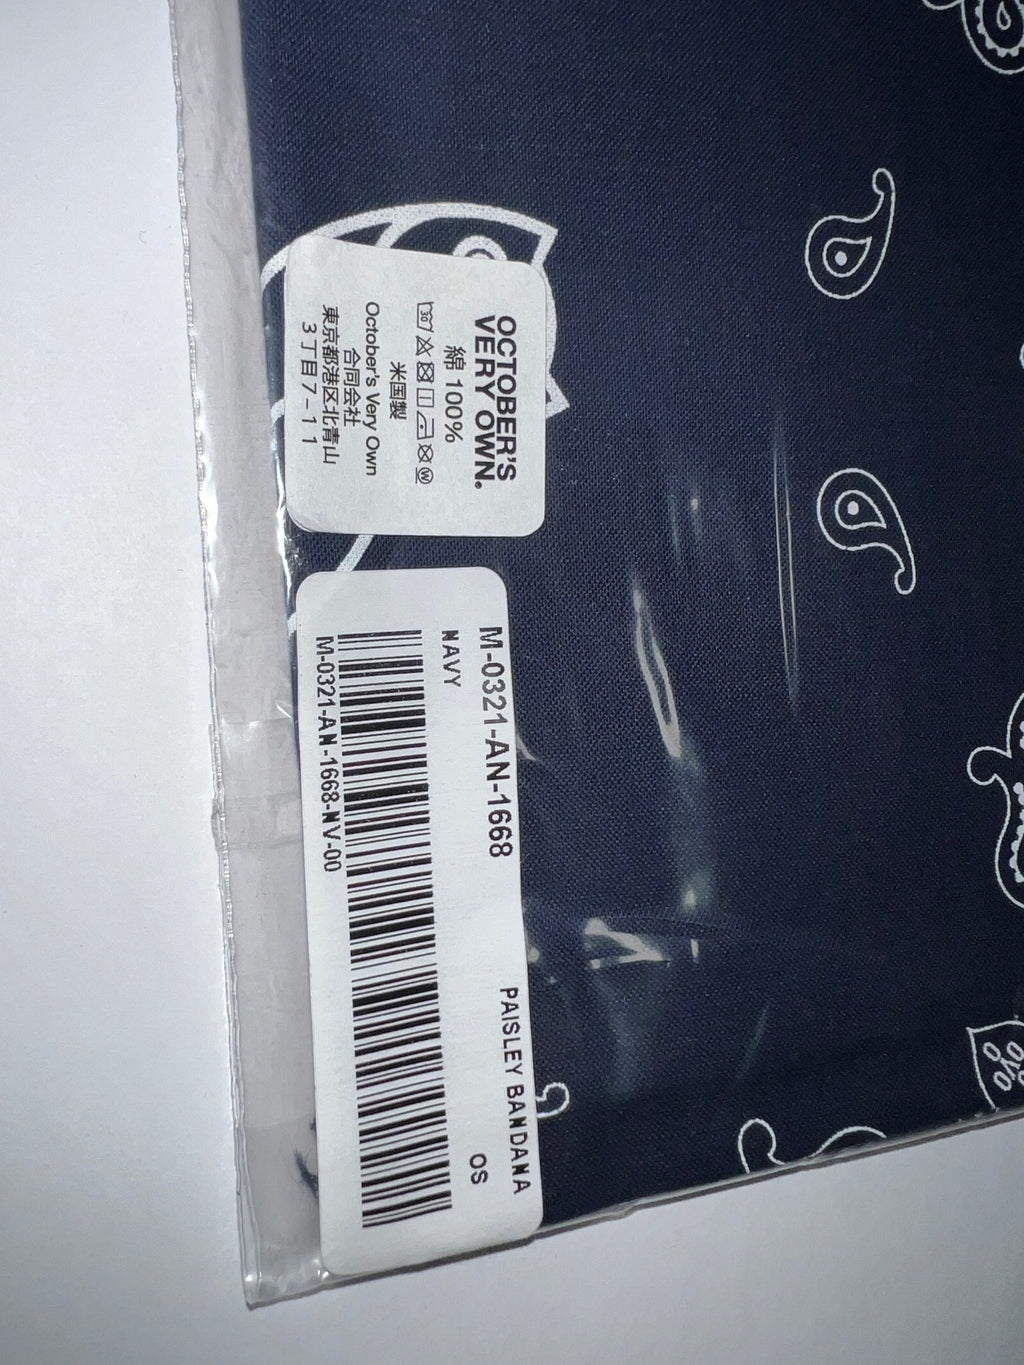 OCTOBER'S
VERY OWN.
綿 100%
米国製
October's Very Own
合同会社
東京都港区北青山
3丁目7-11
M-0321-AN-1668
PAISLEY BANDANA
NAVY
OS
M-0321-AN-1668-NV-00
OVO